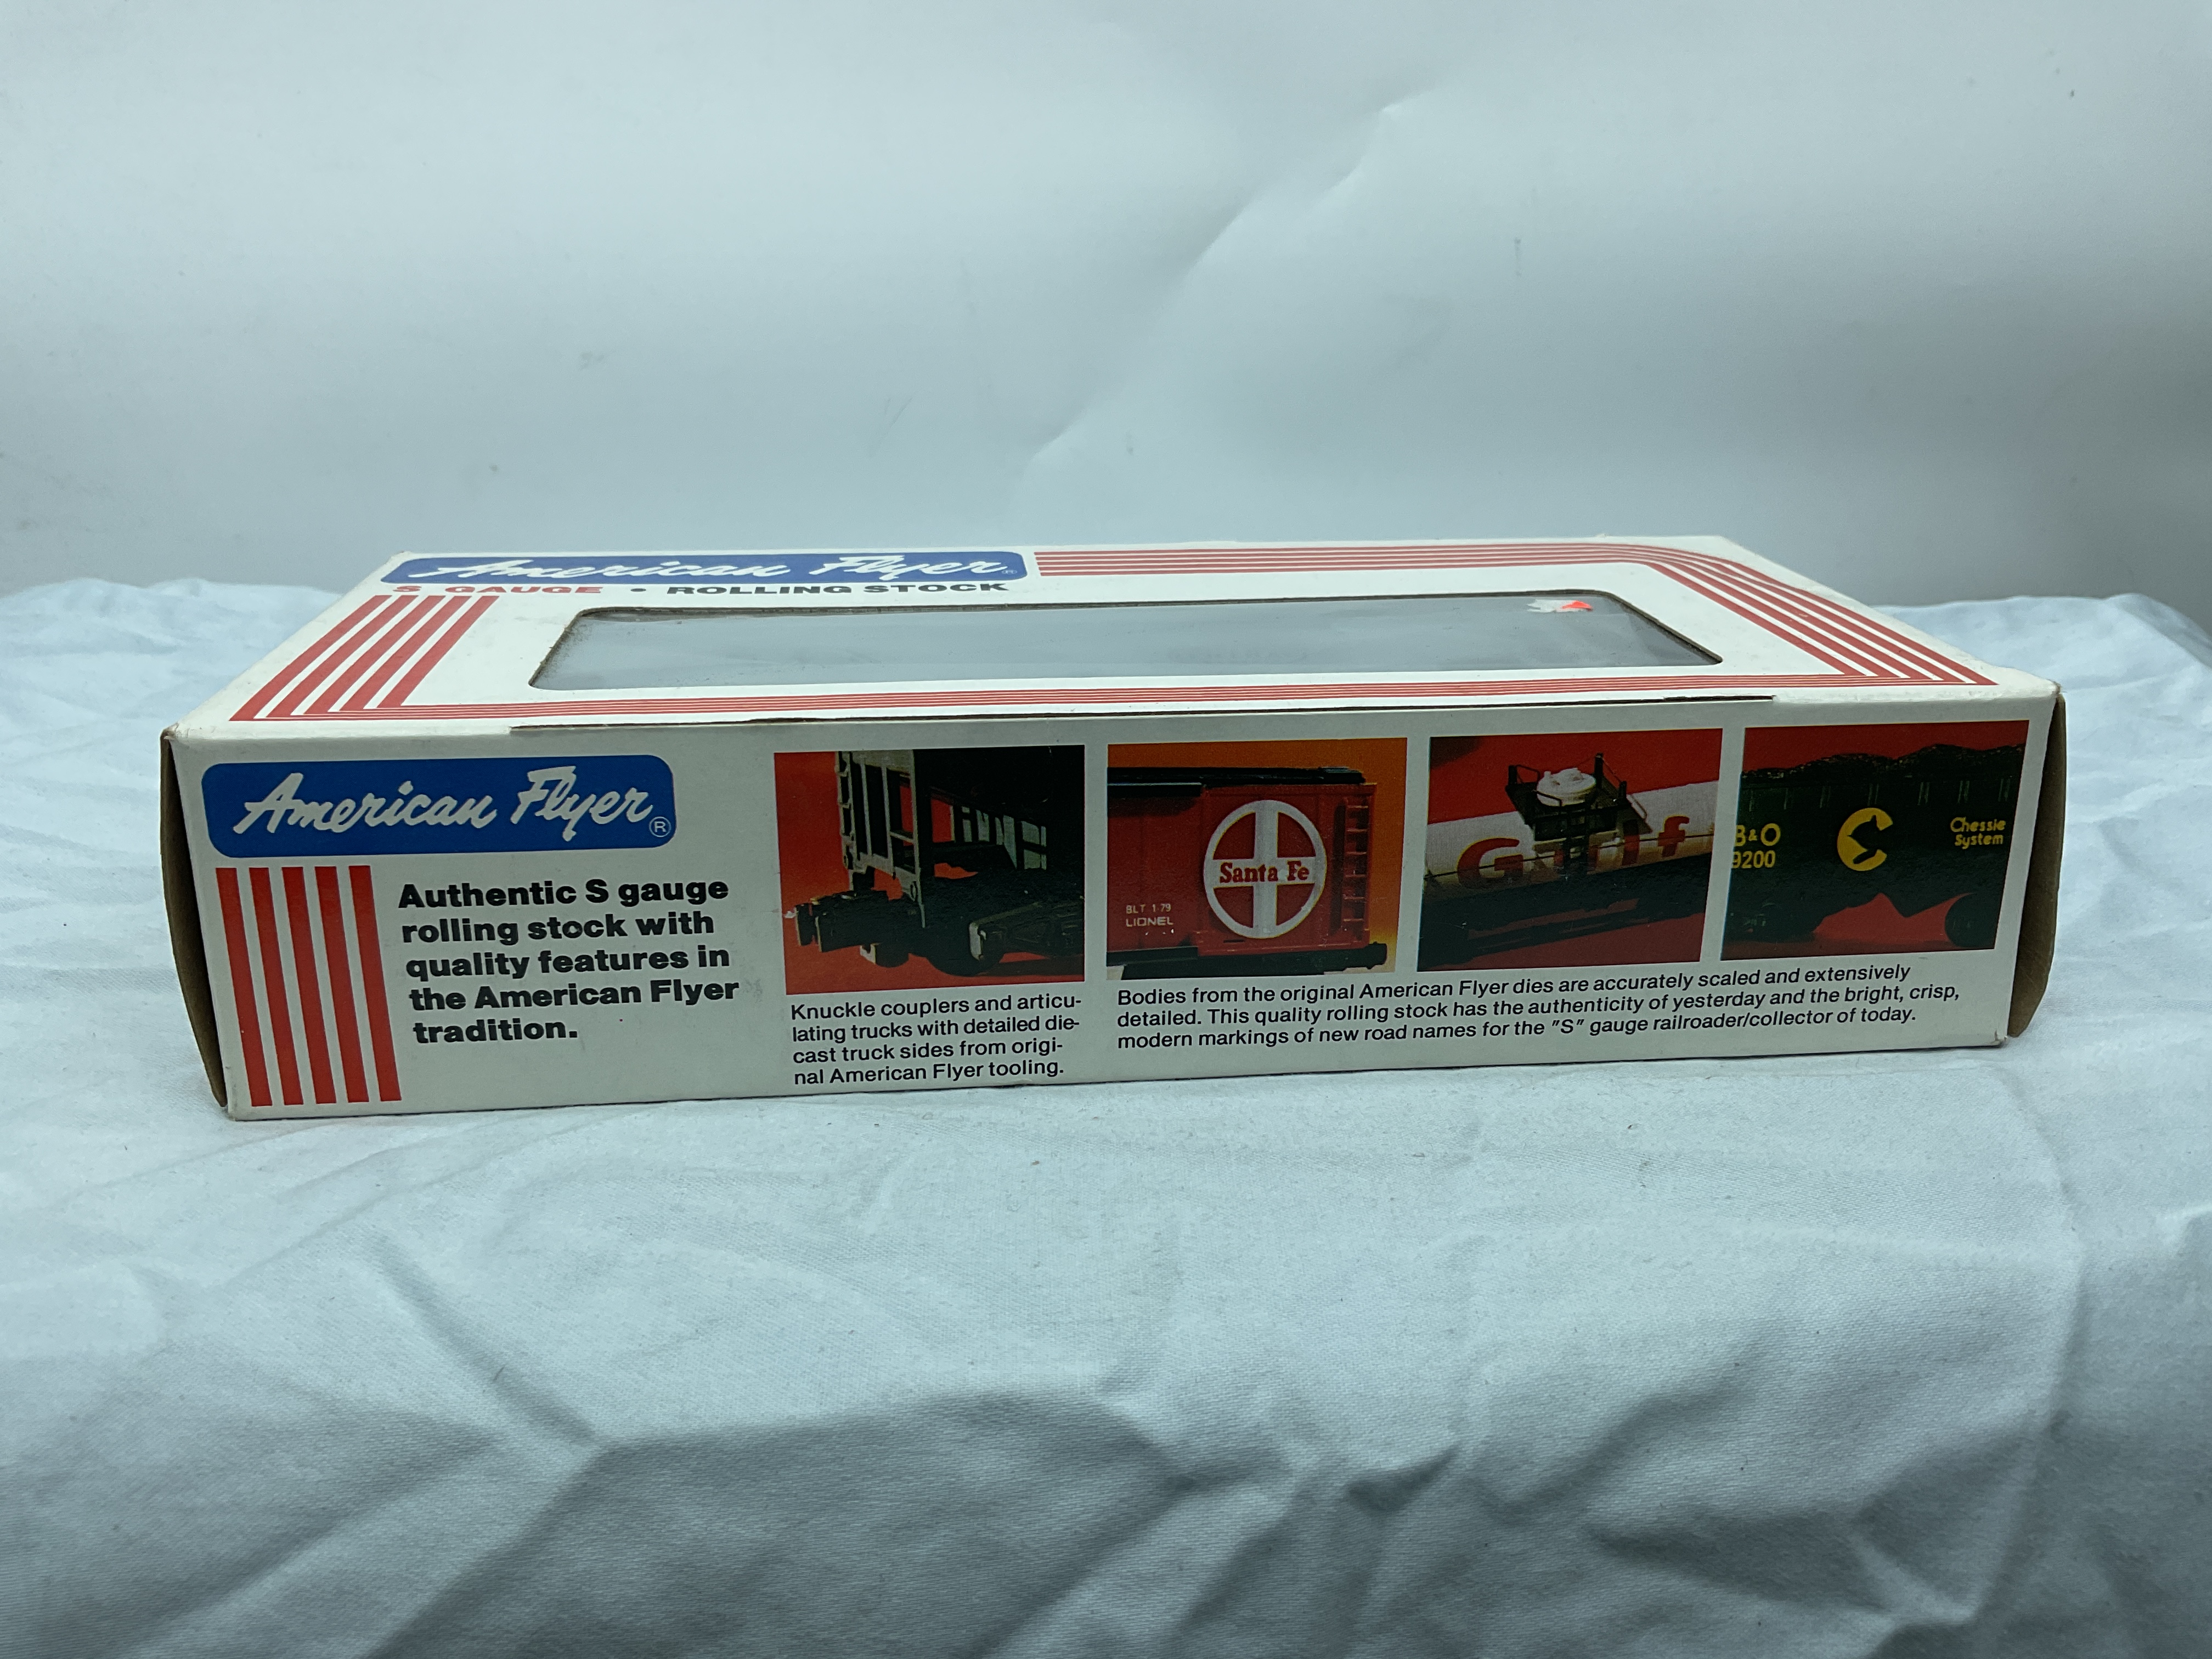 American Flyer ®
S GAUGE • ROLLING STOCK
American Flyer ®
Authentic S gauge
rolling stock with
quality features in
the American Flyer
tradition.
Knuckle couplers and articu-
lating trucks with detailed die-
cast truck sides from origi-
nal American Flyer tooling.
Santa Fe
BLT 1-79
LIONEL
Gulf
B&O
9200
Chessie
System
Bodies from the original American Flyer dies are accurately scaled and extensively
detailed. This quality rolling stock has the authenticity of yesterday and the bright, crisp,
modern markings of new road names for the "S" gauge railroader/collector of today.